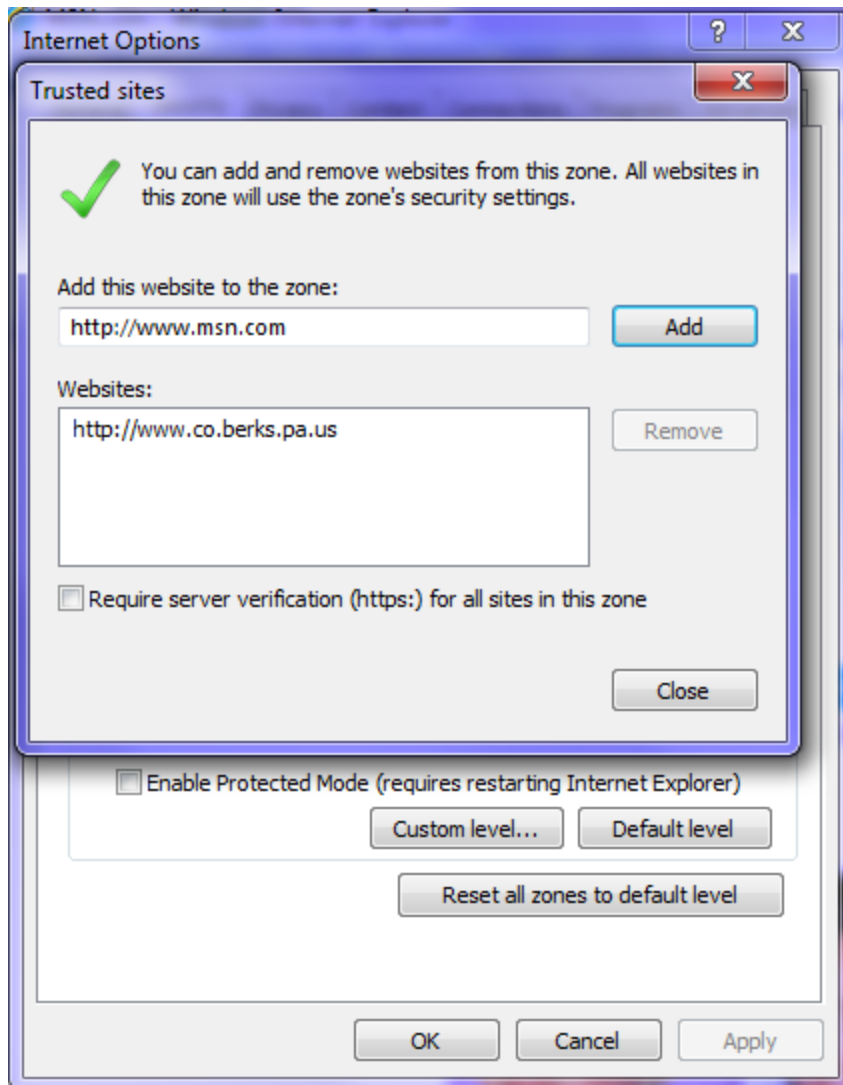 Internet Options
Trusted sites
You can add and remove websites from this zone. All websites in
this zone will use the zone's security settings.
Add this website to the zone:
http://www.msn.com
Add
Websites:
http://www.co.berks.pa.us
Remove
Require server verification (https:) for all sites in this zone
Close
Enable Protected Mode (requires restarting Internet Explorer)
Custom level...
Default level
Reset all zones to default level
OK
Cancel
Apply